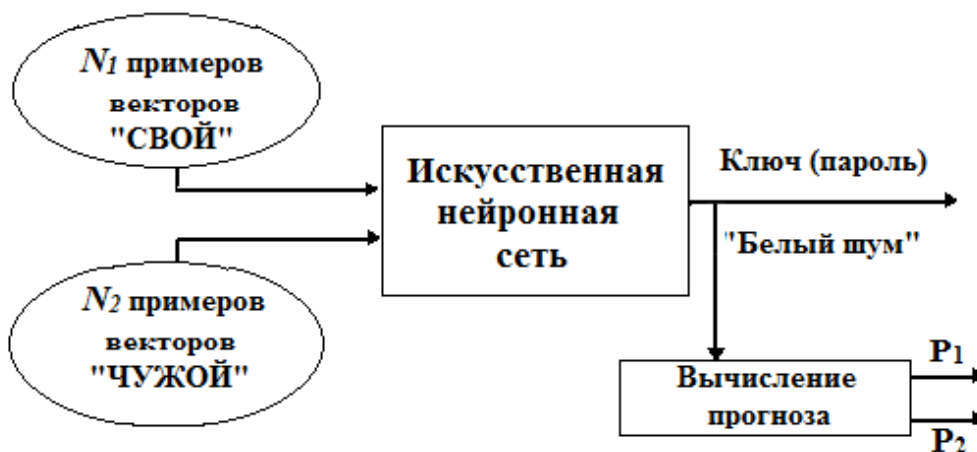 N1 примеров
векторов
"СВОЙ"
Искусственная
нейронная
сеть
Ключ (пароль)
"Белый шум"
N2 примеров
векторов
"ЧУЖОЙ"
Вычисление
прогноза
P1
P2